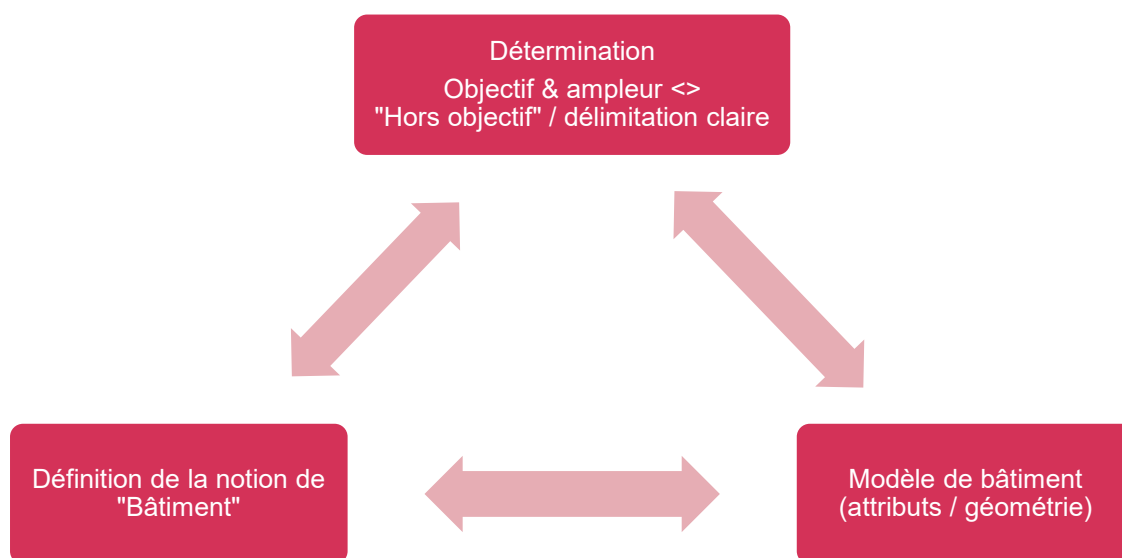 Détermination
Objectif & ampleur <>
"Hors objectif" / délimitation claire
Définition de la notion de
"Bâtiment"
Modèle de bâtiment
(attributs / géométrie)